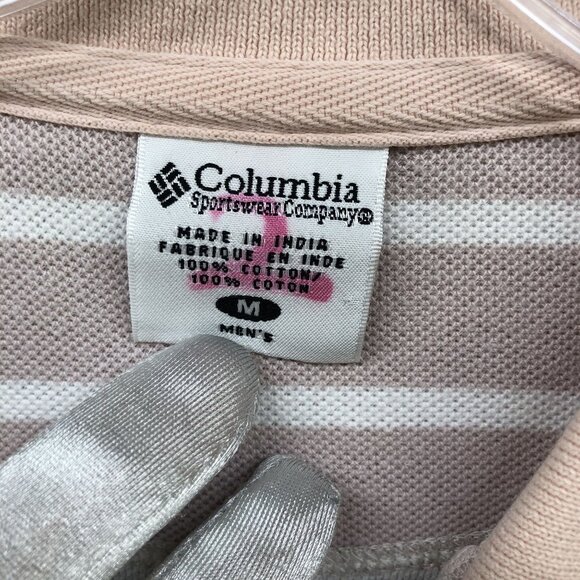 Columbia
Sportswear Company®
MADE IN INDIA
FABRIQUE EN INDE
100% COTTON/
100% COTON
M
MEN'S